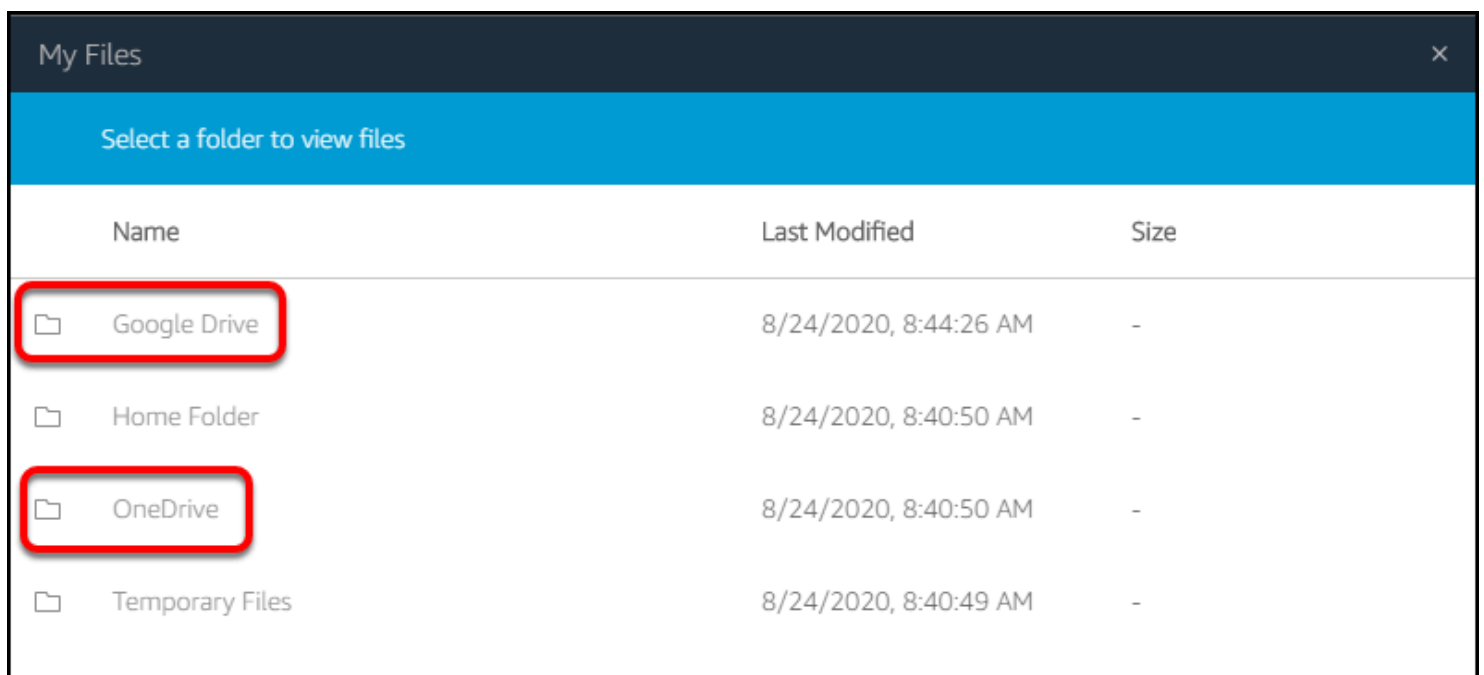 My Files ×
Select a folder to view files
Name Last Modified Size
Google Drive 8/24/2020, 8:44:26 AM -
Home Folder 8/24/2020, 8:40:50 AM -
OneDrive 8/24/2020, 8:40:50 AM -
Temporary Files 8/24/2020, 8:40:49 AM -